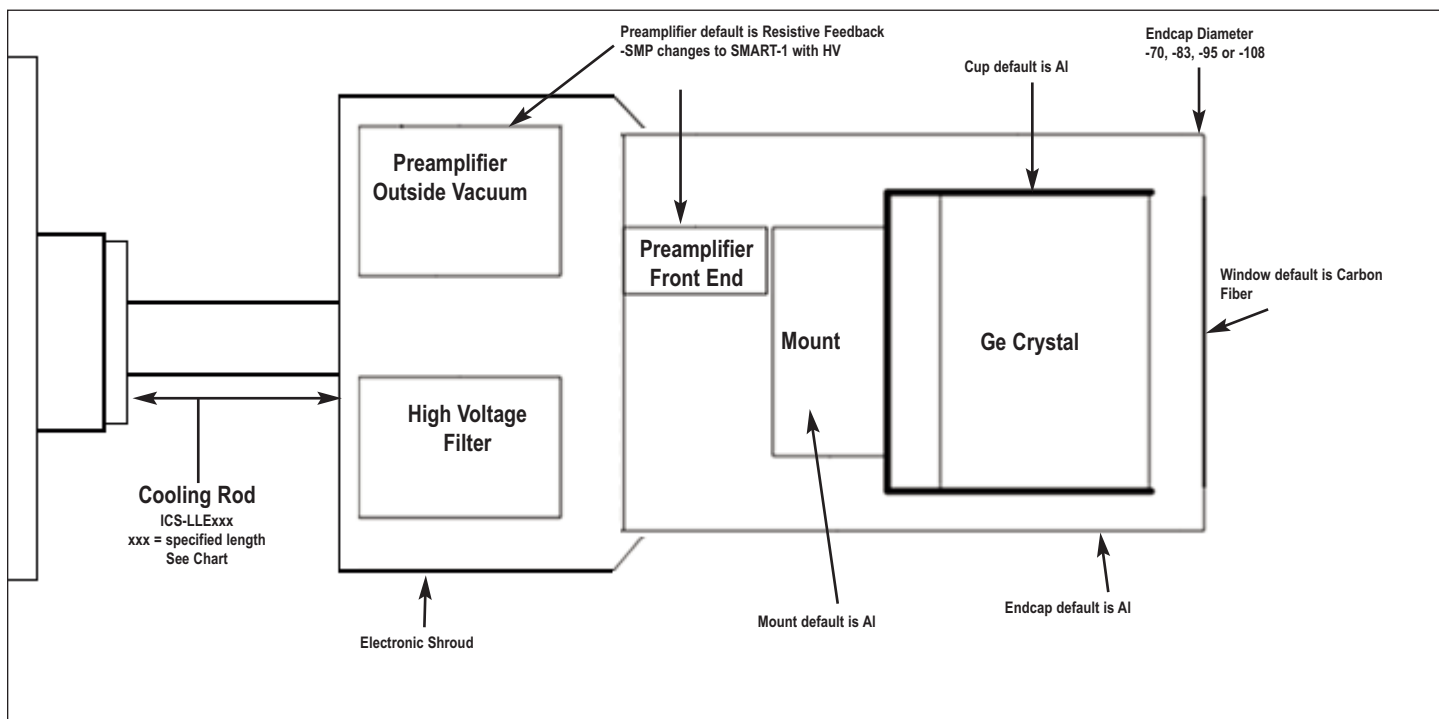 Preamplifier default is Resistive Feedback
-SMP changes to SMART-1 with HV
Endcap Diameter
-70, -83, -95 or -108
Cup default is Al
Preamplifier
Outside Vacuum
Preamplifier
Front End
Window default is Carbon
Fiber
Mount
Ge Crystal
High Voltage
Filter
Cooling Rod
ICS-LLExxx
xxx = specified length
See Chart
Mount default is Al
Endcap default is Al
Electronic Shroud